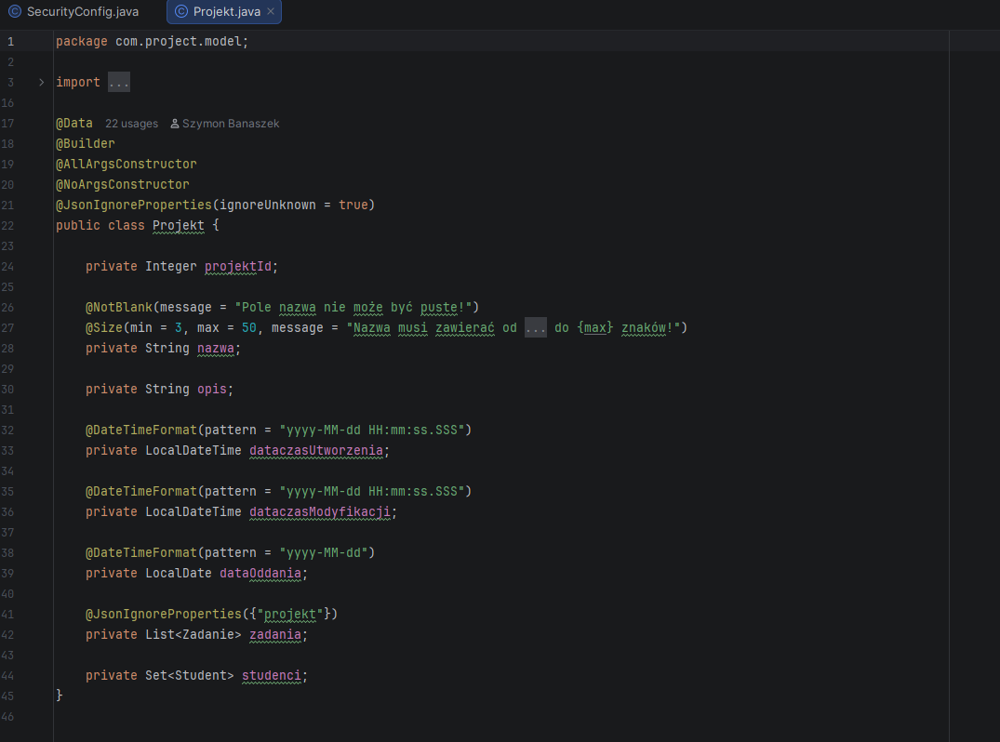 SecurityConfig.java Projekt.java
1 package com.project.model;
2
3 import ...
16
17 @Data 22 usages Szymon Banaszek
18 @Builder
19 @AllArgsConstructor
20 @NoArgsConstructor
21 @JsonIgnoreProperties(ignoreUnknown = true)
22 public class Projekt {
23
24 private Integer projektId;
25
26 @NotBlank(message = "Pole nazwa nie może być puste!")
27 @Size(min = 3, max = 50, message = "Nazwa musi zawierać od ... do {max} znaków!")
28 private String nazwa;
29
30 private String opis;
31
32 @DateTimeFormat(pattern = "yyyy-MM-dd HH:mm:ss.SSS")
33 private LocalDateTime dataczasUtworzenia;
34
35 @DateTimeFormat(pattern = "yyyy-MM-dd HH:mm:ss.SSS")
36 private LocalDateTime dataczasModyfikacji;
37
38 @DateTimeFormat(pattern = "yyyy-MM-dd")
39 private LocalDate dataOddania;
40
41 @JsonIgnoreProperties({"projekt"})
42 private List<Zadanie> zadania;
43
44 private Set<Student> studenci;
45 }
46